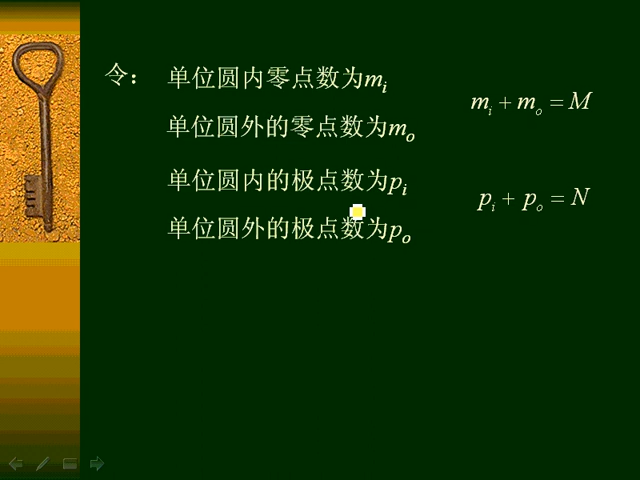 令： 单位圆内零点数为mi
单位圆外的零点数为mo
mi + mo = M
单位圆内的极点数为pi
单位圆外的极点数为po
pi + po = N